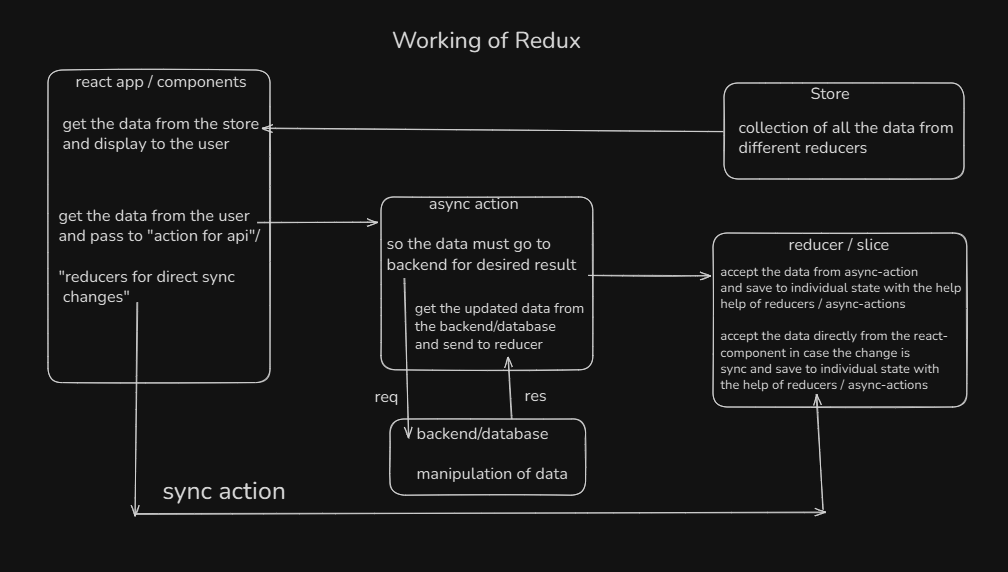 Working of Redux
react app / components
get the data from the store
and display to the user
get the data from the user
and pass to "action for api"/
"reducers for direct sync
changes"
Store
collection of all the data from
different reducers
async action
so the data must go to
backend for desired result
get the updated data from
the backend/database
and send to reducer
reducer / slice
accept the data from async-action
and save to individual state with the help
help of reducers / async-actions
accept the data directly from the react-
component in case the change is
sync and save to individual state with
the help of reducers / async-actions
req
res
backend/database
manipulation of data
sync action